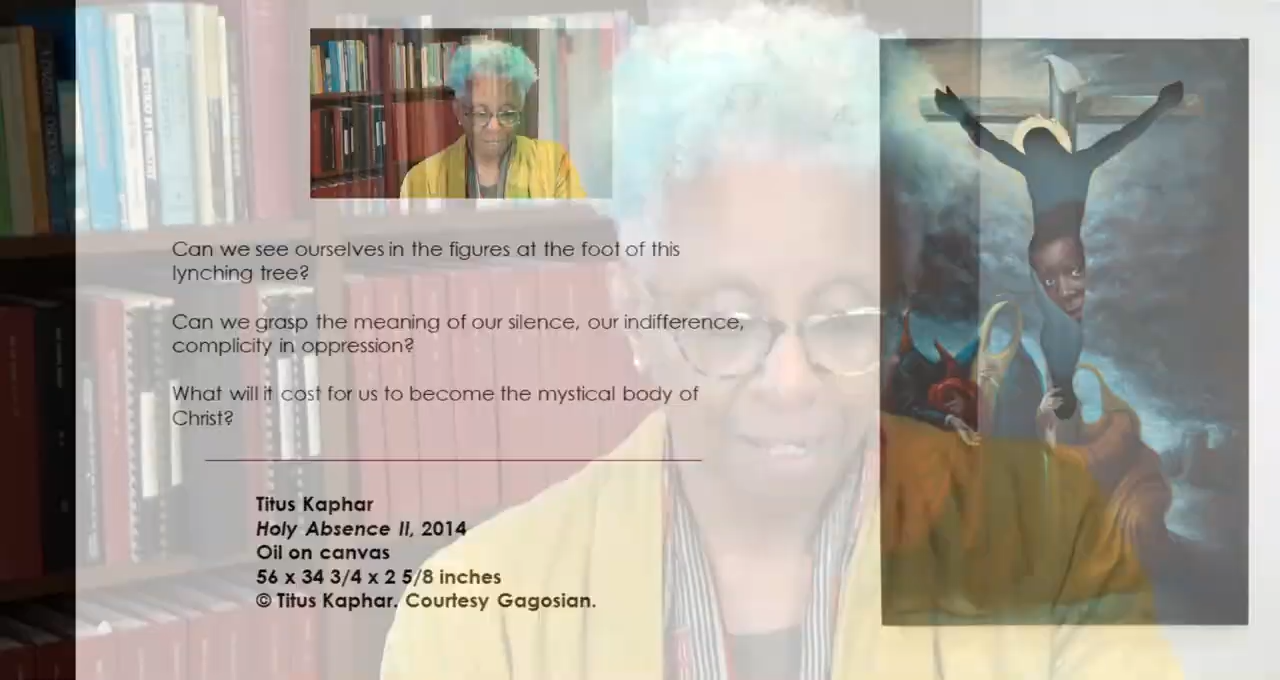 Can we see ourselves in the figures at the foot of this
lynching tree?
Can we grasp the meaning of our silence, our indifference,
complicity in oppression?
What will it cost for us to become the mystical body of
Christ?
Titus Kaphar
Holy Absence II, 2014
Oil on canvas
56 x 34 3/4 x 2 5/8 inches
© Titus Kaphar. Courtesy Gagosian.